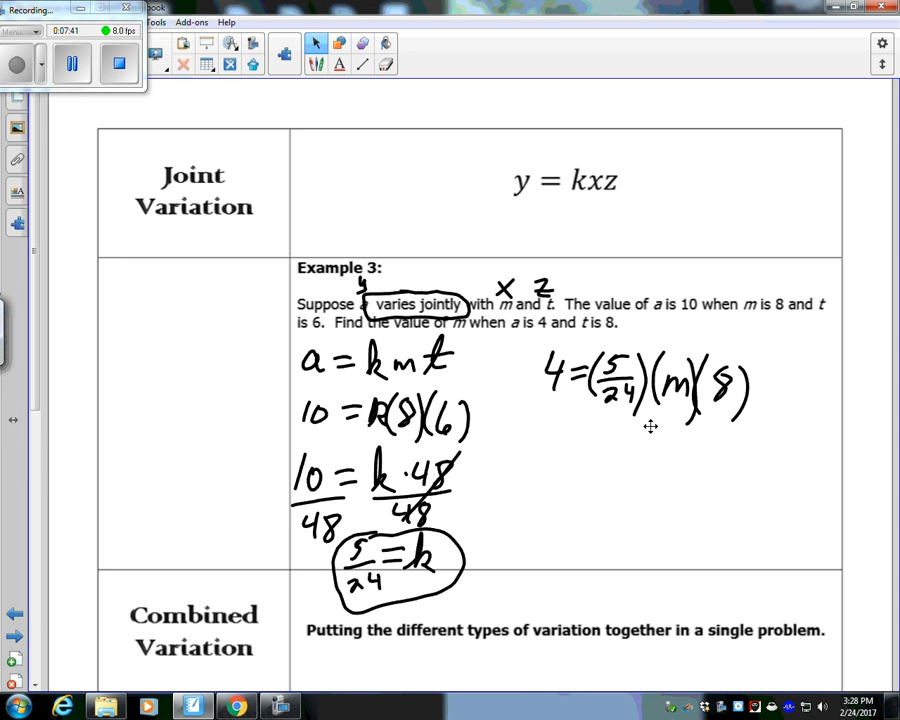 Recording...
book
Menu
0:07:41
8.0 fps
Tools Add-ons Help
Joint
Variation
y = kxz
Example 3:
y
x z
Suppose a varies jointly with m and t. The value of a is 10 when m is 8 and t
is 6. Find the value of m when a is 4 and t is 8.
a = kmt
10 = k(8)(6)
10 = k · 48
48 48
5/24 = k
4 = (5/24)(m)(8)
Combined
Variation
Putting the different types of variation together in a single problem.
3:28 PM
2/24/2017